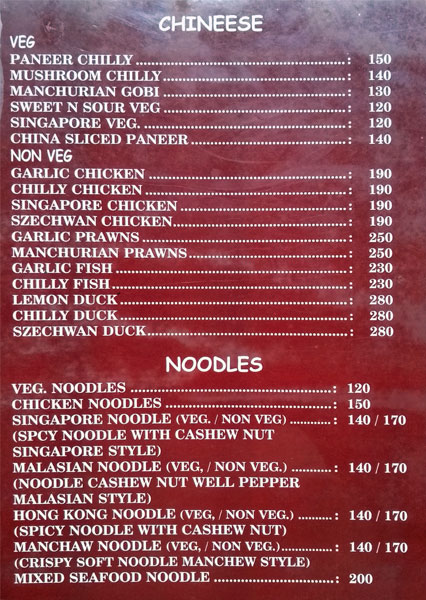 CHINEESE
VEG
PANEER CHILLY : 150
MUSHROOM CHILLY : 140
MANCHURIAN GOBI : 130
SWEET N SOUR VEG : 120
SINGAPORE VEG. : 120
CHINA SLICED PANEER : 140
NON VEG
GARLIC CHICKEN : 190
CHILLY CHICKEN : 190
SINGAPORE CHICKEN : 190
SZECHWAN CHICKEN : 190
GARLIC PRAWNS : 250
MANCHURIAN PRAWNS : 250
GARLIC FISH : 230
CHILLY FISH : 230
LEMON DUCK : 280
CHILLY DUCK : 280
SZECHWAN DUCK : 280
NOODLES
VEG. NOODLES : 120
CHICKEN NOODLES : 150
SINGAPORE NOODLE (VEG. / NON VEG) : 140 / 170
(SPCY NOODLE WITH CASHEW NUT
SINGAPORE STYLE)
MALASIAN NOODLE (VEG, / NON VEG.) : 140 / 170
(NOODLE CASHEW NUT WELL PEPPER
MALASIAN STYLE)
HONG KONG NOODLE (VEG, / NON VEG.) : 140 / 170
(SPICY NOODLE WITH CASHEW NUT)
MANCHAW NOODLE (VEG, / NON VEG.) : 140 / 170
(CRISPY SOFT NOODLE MANCHEW STYLE)
MIXED SEAFOOD NOODLE : 200